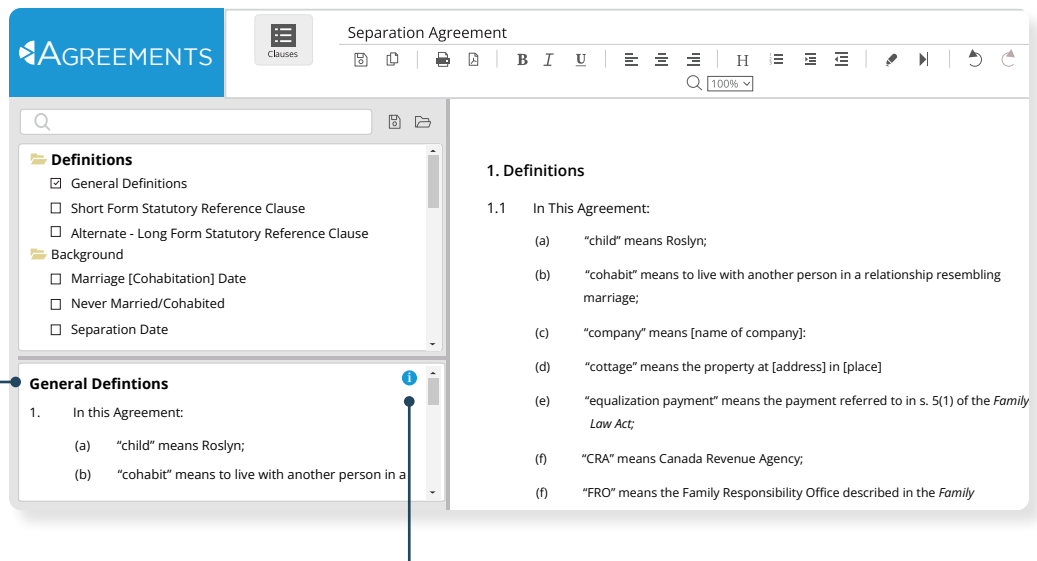 AGREEMENTS
Clauses
Separation Agreement
B I U H
100%
Definitions
General Definitions
Short Form Statutory Reference Clause
Alternate - Long Form Statutory Reference Clause
Background
Marriage [Cohabitation] Date
Never Married/Cohabited
Separation Date
General Defintions
1. In this Agreement:
(a) “child” means Roslyn;
(b) “cohabit” means to live with another person in a
1. Definitions
1.1 In This Agreement:
(a) “child” means Roslyn;
(b) “cohabit” means to live with another person in a relationship resembling
marriage;
(c) “company” means [name of company]:
(d) “cottage” means the property at [address] in [place]
(e) “equalization payment” means the payment referred to in s. 5(1) of the Family
Law Act;
(f) “CRA” means Canada Revenue Agency;
(f) “FRO” means the Family Responsibility Office described in the Family